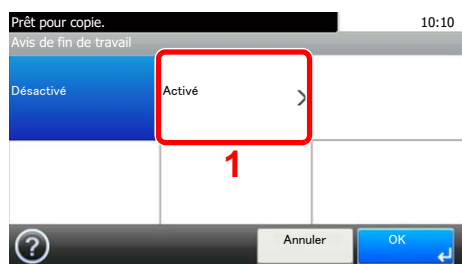 Prêt pour copie. 10:10
Avis de fin de travail
Désactivé Activé
1
? Annuler OK